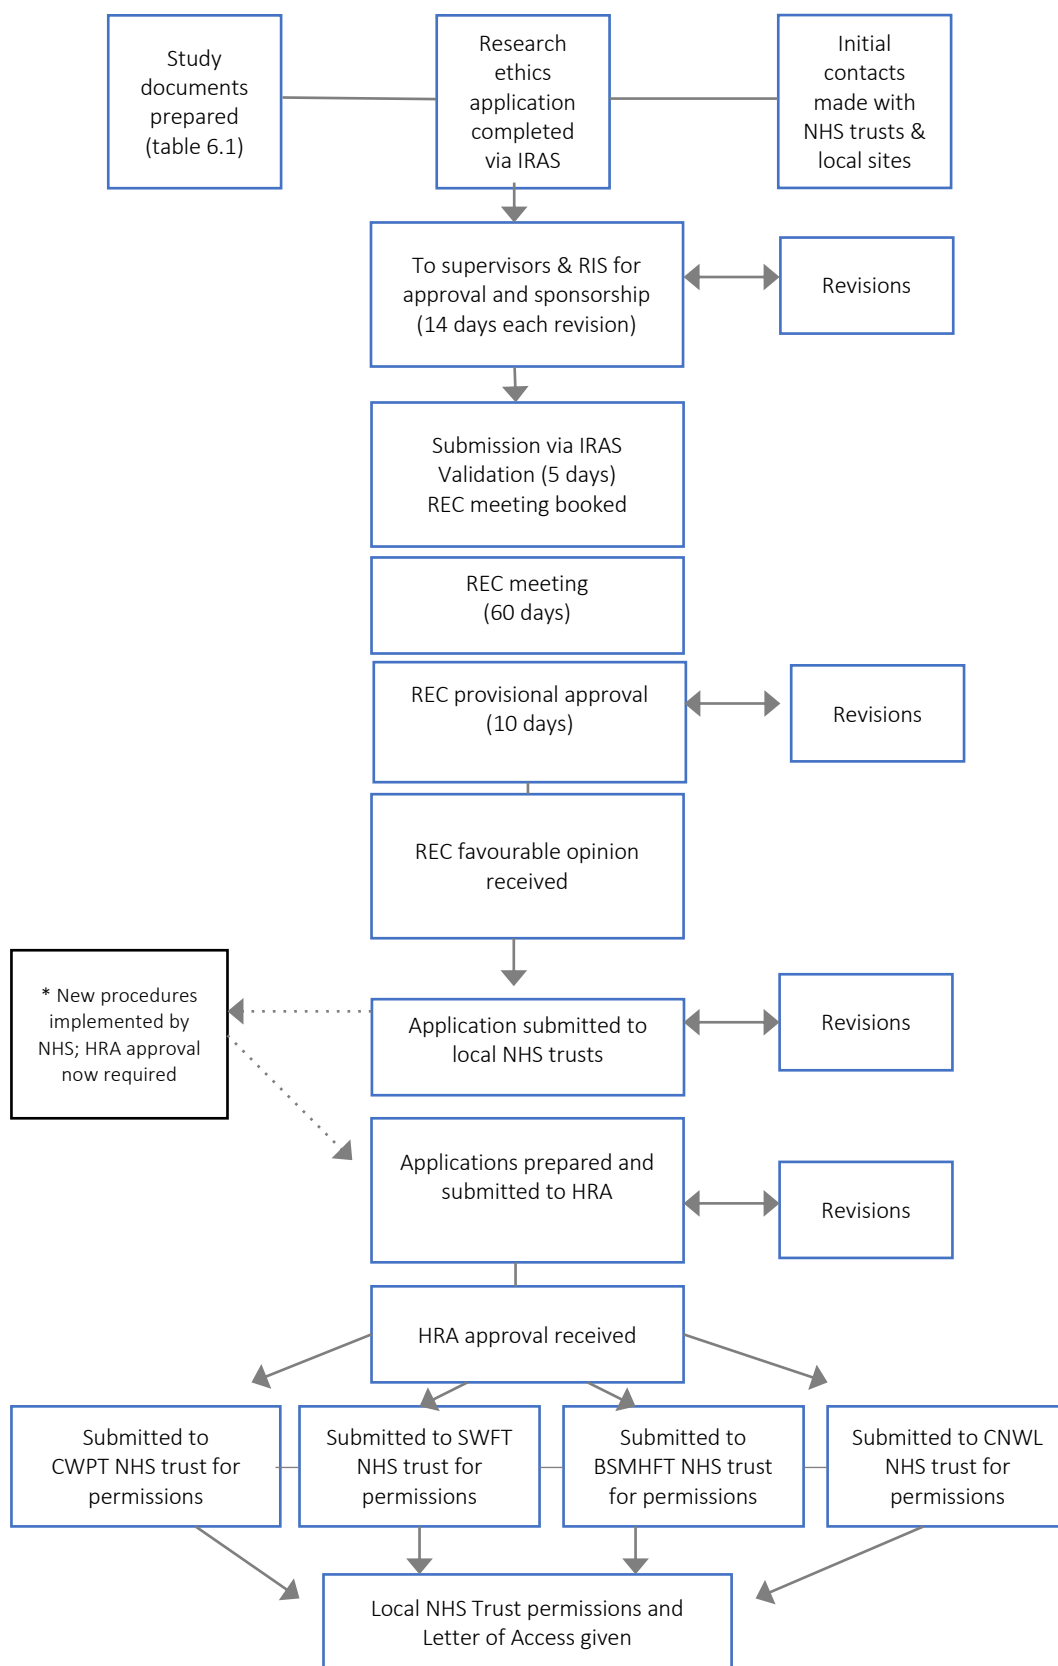 Study
documents
prepared
(table 6.1)
Research
ethics
application
completed
via IRAS
Initial
contacts
made with
NHS trusts &
local sites
To supervisors & RIS for
approval and sponsorship
(14 days each revision)
Revisions
Submission via IRAS
Validation (5 days)
REC meeting booked
REC meeting
(60 days)
REC provisional approval
(10 days)
Revisions
REC favourable opinion
received
* New procedures
implemented by
NHS; HRA approval
now required
Application submitted to
local NHS trusts
Revisions
Applications prepared and
submitted to HRA
Revisions
HRA approval received
Submitted to
CWPT NHS trust for
permissions
Submitted to SWFT
NHS trust for
permissions
Submitted to
BSMHFT NHS trust
for permissions
Submitted to CNWL
NHS trust for
permissions
Local NHS Trust permissions and
Letter of Access given